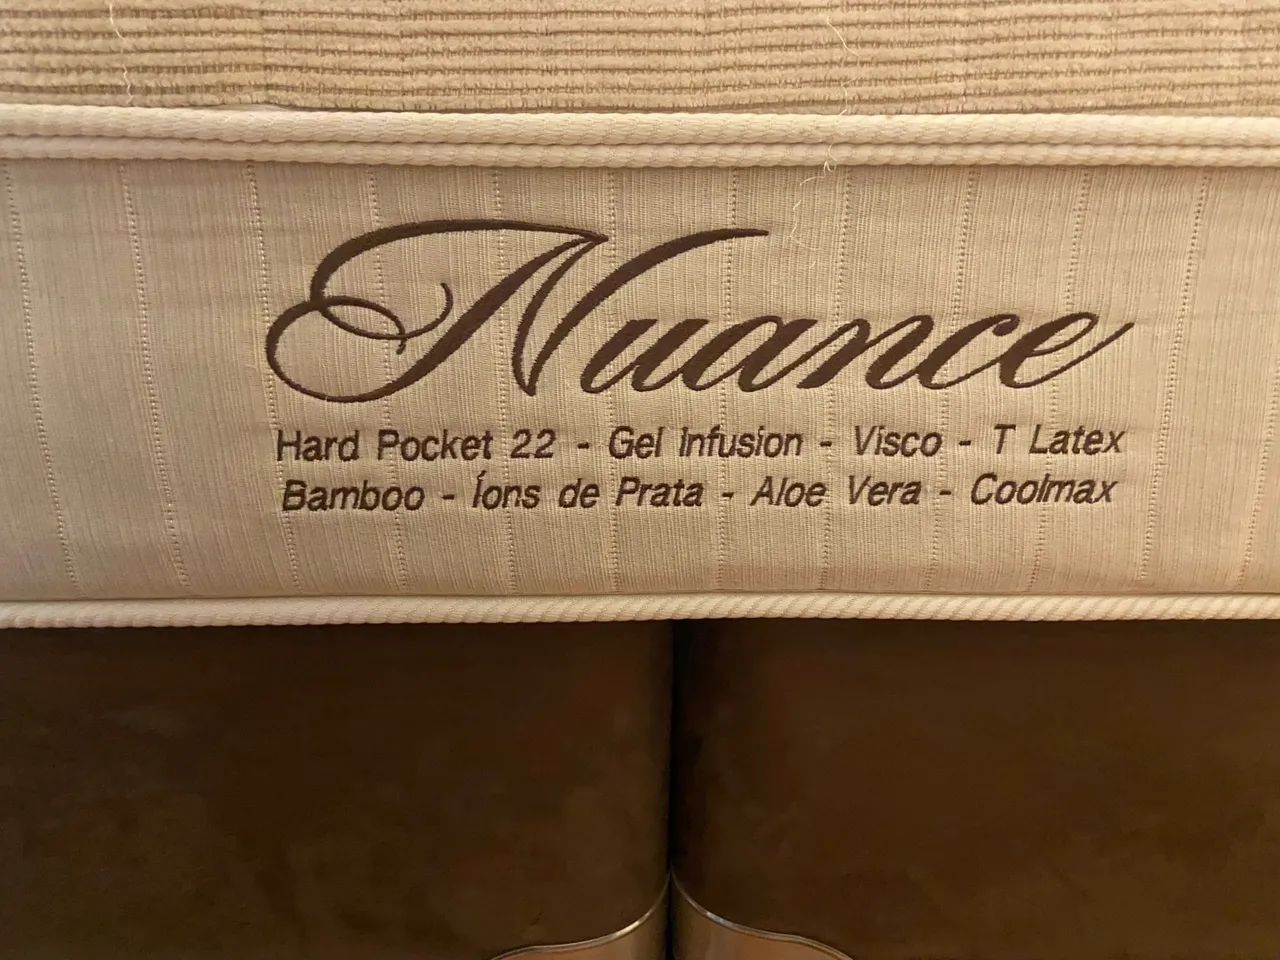 Nuance
Hard Pocket 22 - Gel Infusion - Visco - T Latex
Bamboo - Íons de Prata - Aloe Vera - Coolmax